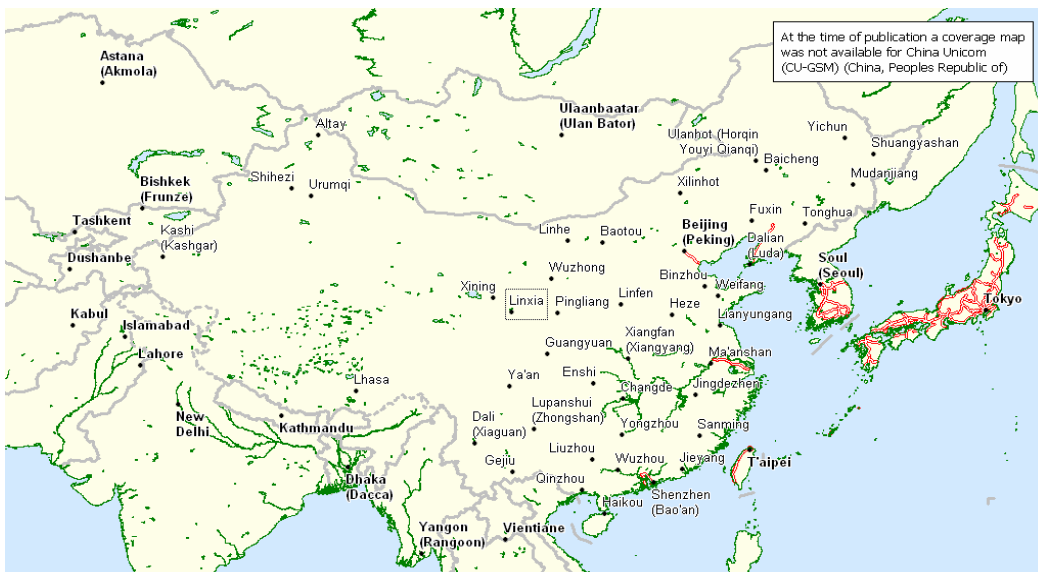 At the time of publication a coverage map
was not available for China Unicom
(CU-GSM) (China, Peoples Republic of)
Astana
(Akmola)
Ulaanbaatar
(Ulan Bator)
Altay
Ulanhot (Horqin
Youyi Qianqi)
Yichun
Shuangyashan
Baicheng
Bishkek
(Frunze)
Shihezi
Urumqi
Xilinhot
Mudanjiang
Tashkent
Kashi
(Kashgar)
Linhe
Baotou
Beijing
(Peking)
Fuxin
Tonghua
Dalian
(Luda)
Dushanbe
Wuzhong
Binzhou
Weifang
Soul
(Seoul)
Xining
Linxia
Pingliang
Linfen
Heze
Tokyo
Kabul
Islamabad
Lianyungang
Lahore
Guangyuan
Xiangfan
(Xiangyang)
Ma'anshan
Lhasa
Ya'an
Enshi
Changde
Jingdezhen
New
Delhi
Kathmandu
Dali
(Xiaguan)
Lupanshui
(Zhongshan)
Yongzhou
Sanming
Liuzhou
Wuzhou
Jieyang
T'aipei
Gejiu
Qinzhou
Dhaka
(Dacca)
Haikou
Shenzhen
(Bao'an)
Yangon
(Rangoon)
Vientiane